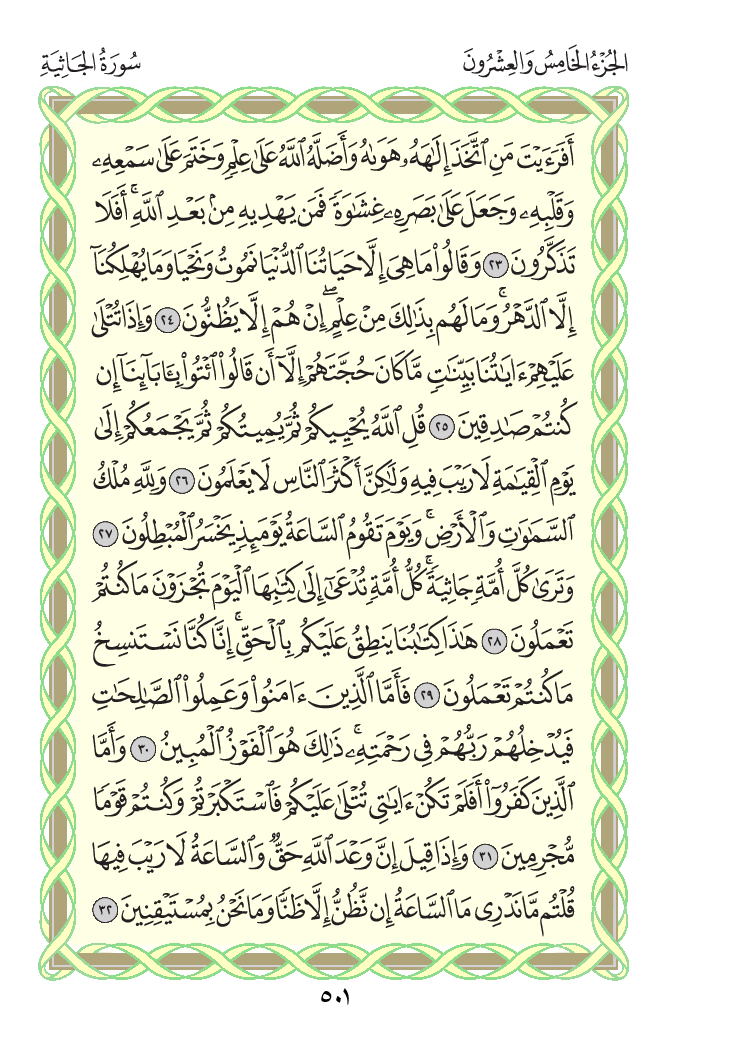 الجُزْءُ الخَامِسُ وَالعِشْرُونَ
سُورَةُ الجَاثِيَةِ
أَفَرَءَيْتَ مَنِ ٱتَّخَذَ إِلَٰهَهُۥ هَوَىٰهُ وَأَضَلَّهُ ٱللَّهُ عَلَىٰ عِلْمٍ وَخَتَمَ عَلَىٰ سَمْعِهِۦ
وَقَلْبِهِۦ وَجَعَلَ عَلَىٰ بَصَرِهِۦ غِشَٰوَةً فَمَن يَهْدِيهِ مِنۢ بَعْدِ ٱللَّهِ ۚ أَفَلَا
تَذَكَّرُونَ ٢٣ وَقَالُوا۟ مَا هِىَ إِلَّا حَيَاتُنَا ٱلدُّنْيَا نَمُوتُ وَنَحْيَا وَمَا يُهْلِكُنَآ
إِلَّا ٱلدَّهْرُ ۚ وَمَا لَهُم بِذَٰلِكَ مِنْ عِلْمٍ ۖ إِنْ هُمْ إِلَّا يَظُنُّونَ ٢٤ وَإِذَا تُتْلَىٰ
عَلَيْهِمْ ءَايَٰتُنَا بَيِّنَٰتٍ مَّا كَانَ حُجَّتَهُمْ إِلَّآ أَن قَالُوا۟ ٱئْتُوا۟ بِـَٔابَآئِنَآ إِن
كُنتُمْ صَٰدِقِينَ ٢٥ قُلِ ٱللَّهُ يُحْيِيكُمْ ثُمَّ يُمِيتُكُمْ ثُمَّ يَجْمَعُكُمْ إِلَىٰ
يَوْمِ ٱلْقِيَٰمَةِ لَا رَيْبَ فِيهِ وَلَٰكِنَّ أَكْثَرَ ٱلنَّاسِ لَا يَعْلَمُونَ ٢٦ وَلِلَّهِ مُلْكُ
ٱلسَّمَٰوَٰتِ وَٱلْأَرْضِ ۚ وَيَوْمَ تَقُومُ ٱلسَّاعَةُ يَوْمَئِذٍ يَخْسَرُ ٱلْمُبْطِلُونَ ٢٧
وَتَرَىٰ كُلَّ أُمَّةٍ جَاثِيَةً ۚ كُلُّ أُمَّةٍ تُدْعَىٰٓ إِلَىٰ كِتَٰبِهَا ٱلْيَوْمَ تُجْزَوْنَ مَا كُنتُمْ
تَعْمَلُونَ ٢٨ هَٰذَا كِتَٰبُنَا يَنطِقُ عَلَيْكُم بِٱلْحَقِّ ۚ إِنَّا كُنَّا نَسْتَنسِخُ
مَا كُنتُمْ تَعْمَلُونَ ٢٩ فَأَمَّا ٱلَّذِينَ ءَامَنُوا۟ وَعَمِلُوا۟ ٱلصَّٰلِحَٰتِ
فَيُدْخِلُهُمْ رَبُّهُمْ فِى رَحْمَتِهِۦ ۚ ذَٰلِكَ هُوَ ٱلْفَوْزُ ٱلْمُبِينُ ٣٠ وَأَمَّا
ٱلَّذِينَ كَفَرُوٓا۟ أَفَلَمْ تَكُنْ ءَايَٰتِى تُتْلَىٰ عَلَيْكُمْ فَٱسْتَكْبَرْتُمْ وَكُنتُمْ قَوْمًا
مُّجْرِمِينَ ٣١ وَإِذَا قِيلَ إِنَّ وَعْدَ ٱللَّهِ حَقٌّ وَٱلسَّاعَةُ لَا رَيْبَ فِيهَا
قُلْتُم مَّا نَدْرِى مَا ٱلسَّاعَةُ إِن نَّظُنُّ إِلَّا ظَنًّا وَمَا نَحْنُ بِمُسْتَيْقِنِينَ ٣٢
٥٠١